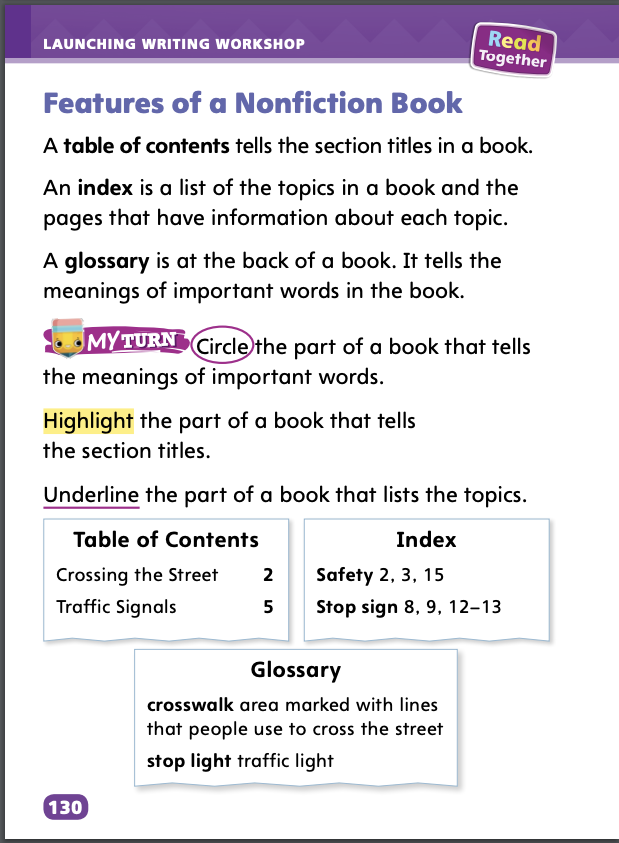 LAUNCHING WRITING WORKSHOP
Read
Together
Features of a Nonfiction Book
A table of contents tells the section titles in a book.
An index is a list of the topics in a book and the
pages that have information about each topic.
A glossary is at the back of a book. It tells the
meanings of important words in the book.
MY TURN Circle the part of a book that tells
the meanings of important words.
Highlight the part of a book that tells
the section titles.
Underline the part of a book that lists the topics.
Table of Contents
Crossing the Street 2
Traffic Signals 5
Index
Safety 2, 3, 15
Stop sign 8, 9, 12–13
Glossary
crosswalk area marked with lines
that people use to cross the street
stop light traffic light
130